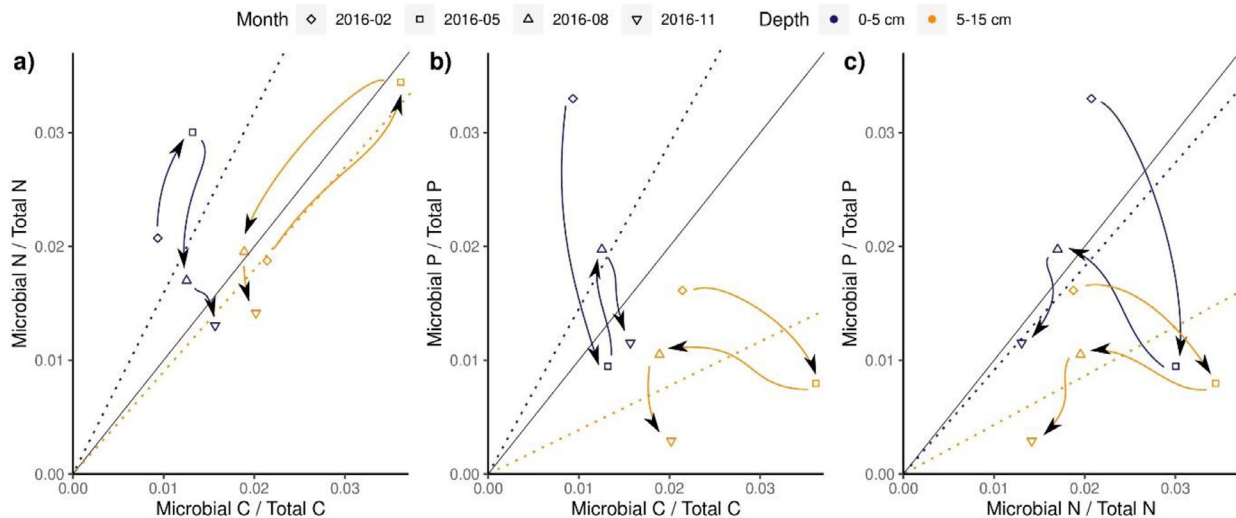 Month 2016-02 2016-05 2016-08 2016-11 Depth 0-5 cm 5-15 cm
a) b) c)
0.03 0.03 0.03
Microbial N / Total N Microbial P / Total P Microbial P / Total P
0.02 0.02 0.02
0.01 0.01 0.01
0.00 0.00 0.00
0.00 0.01 0.02 0.03 0.00 0.01 0.02 0.03 0.00 0.01 0.02 0.03
Microbial C / Total C Microbial C / Total C Microbial N / Total N